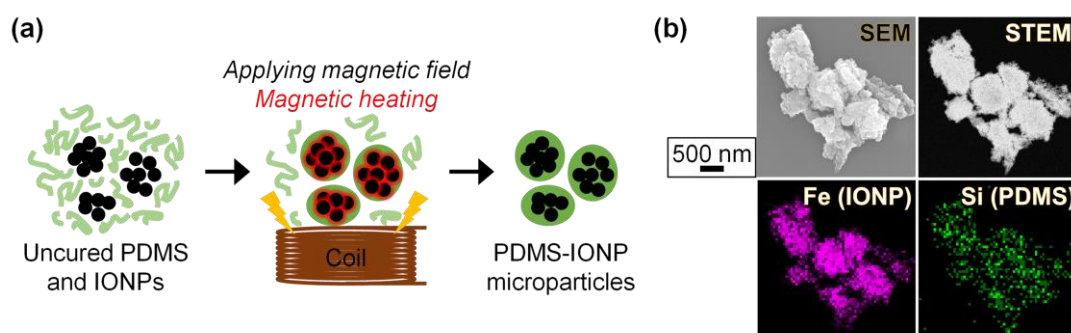 (a)
Applying magnetic field
Magnetic heating
Uncured PDMS
and IONPs
Coil
PDMS-IONP
microparticles
(b)
SEM
STEM
500 nm
Fe (IONP)
Si (PDMS)